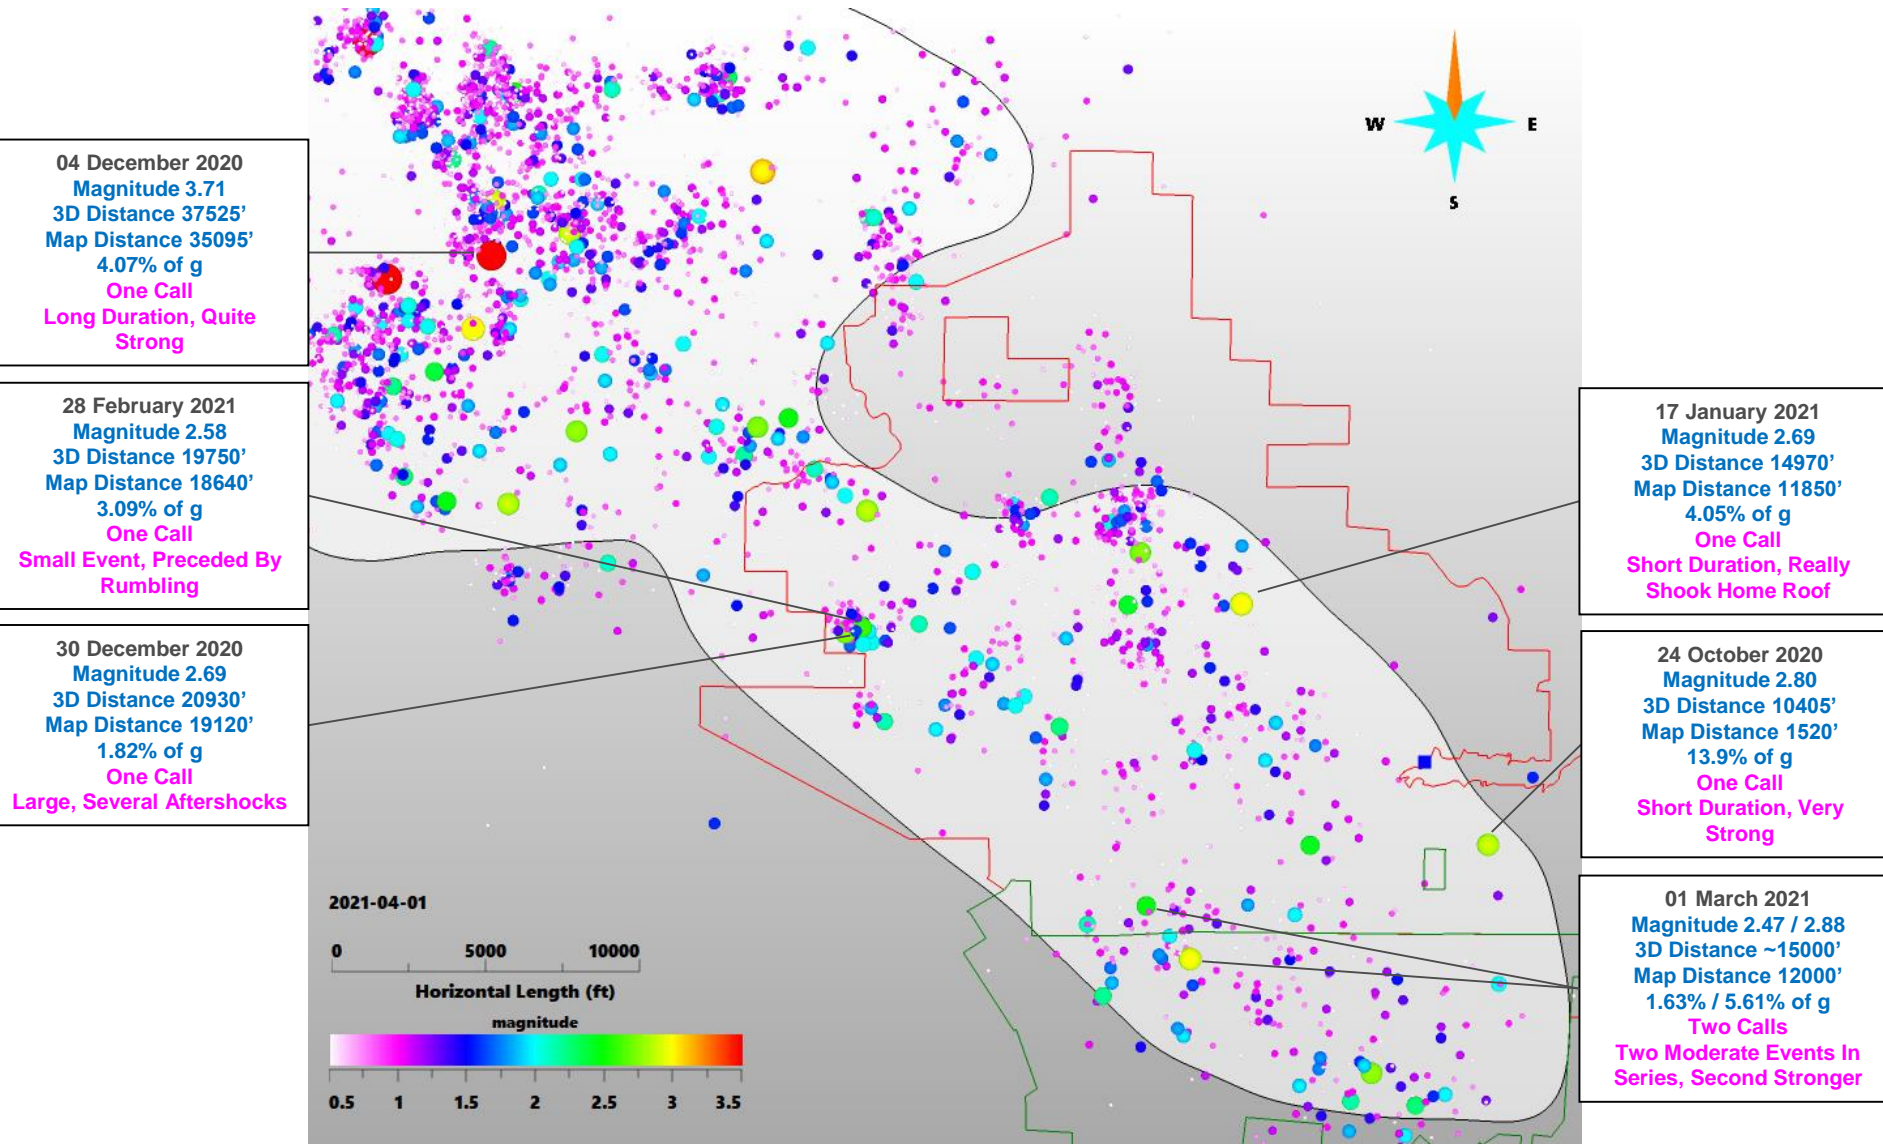 W
E
S
04 December 2020
Magnitude 3.71
3D Distance 37525’
Map Distance 35095’
4.07% of g
One Call
Long Duration, Quite
Strong
28 February 2021
Magnitude 2.58
3D Distance 19750’
Map Distance 18640’
3.09% of g
One Call
Small Event, Preceded By
Rumbling
30 December 2020
Magnitude 2.69
3D Distance 20930’
Map Distance 19120’
1.82% of g
One Call
Large, Several Aftershocks
17 January 2021
Magnitude 2.69
3D Distance 14970’
Map Distance 11850’
4.05% of g
One Call
Short Duration, Really
Shook Home Roof
24 October 2020
Magnitude 2.80
3D Distance 10405’
Map Distance 1520’
13.9% of g
One Call
Short Duration, Very
Strong
01 March 2021
Magnitude 2.47 / 2.88
3D Distance ~15000’
Map Distance 12000’
1.63% / 5.61% of g
Two Calls
Two Moderate Events In
Series, Second Stronger
2021-04-01
0 5000 10000
Horizontal Length (ft)
magnitude
0.5 1 1.5 2 2.5 3 3.5